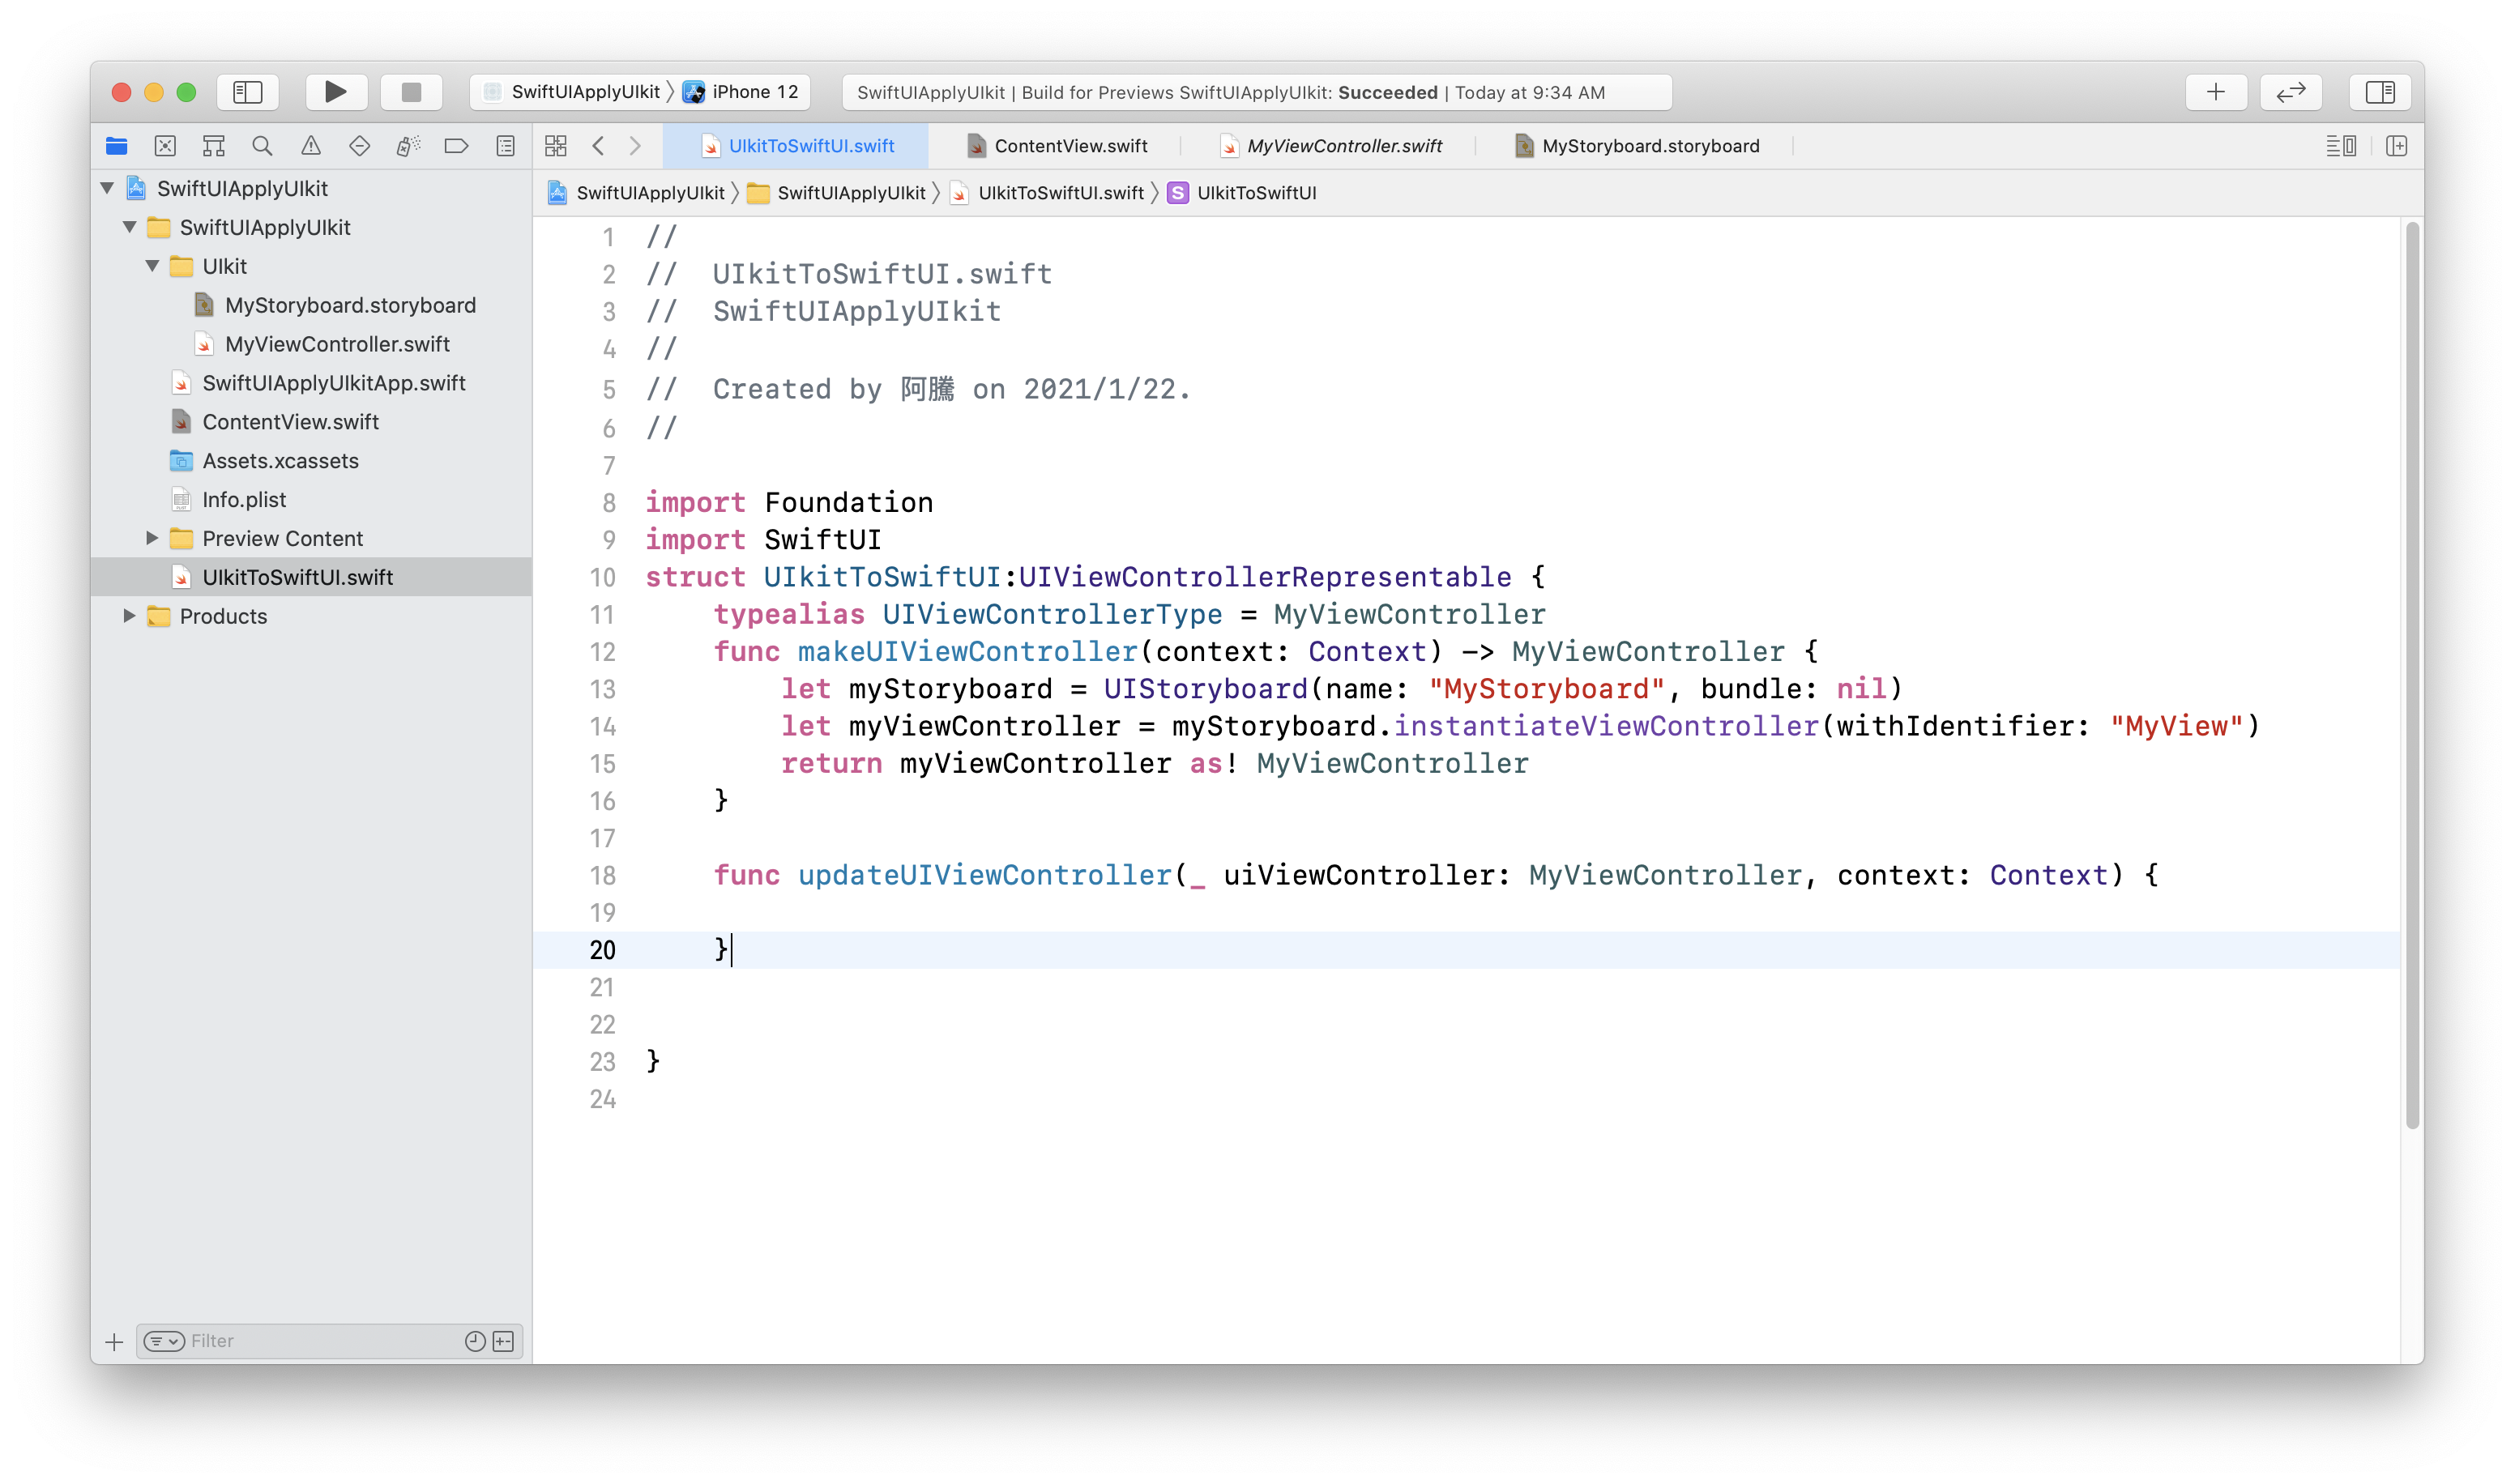 SwiftUIApplyUIkit 〉 iPhone 12
SwiftUIApplyUIkit | Build for Previews SwiftUIApplyUIkit: Succeeded | Today at 9:34 AM
UIkitToSwiftUI.swift
ContentView.swift
MyViewController.swift
MyStoryboard.storyboard
SwiftUIApplyUIkit 〉 SwiftUIApplyUIkit 〉 UIkitToSwiftUI.swift 〉 S UIkitToSwiftUI
SwiftUIApplyUIkit
SwiftUIApplyUIkit
UIkit
MyStoryboard.storyboard
MyViewController.swift
SwiftUIApplyUIkitApp.swift
ContentView.swift
Assets.xcassets
Info.plist
Preview Content
UIkitToSwiftUI.swift
Products
Filter
1 //
2 //  UIkitToSwiftUI.swift
3 //  SwiftUIApplyUIkit
4 //
5 //  Created by 阿騰 on 2021/1/22.
6 //
7
8 import Foundation
9 import SwiftUI
10 struct UIkitToSwiftUI:UIViewControllerRepresentable {
11     typealias UIViewControllerType = MyViewController
12     func makeUIViewController(context: Context) -> MyViewController {
13         let myStoryboard = UIStoryboard(name: "MyStoryboard", bundle: nil)
14         let myViewController = myStoryboard.instantiateViewController(withIdentifier: "MyView")
15         return myViewController as! MyViewController
16     }
17
18     func updateUIViewController(_ uiViewController: MyViewController, context: Context) {
19
20     }
21
22
23 }
24